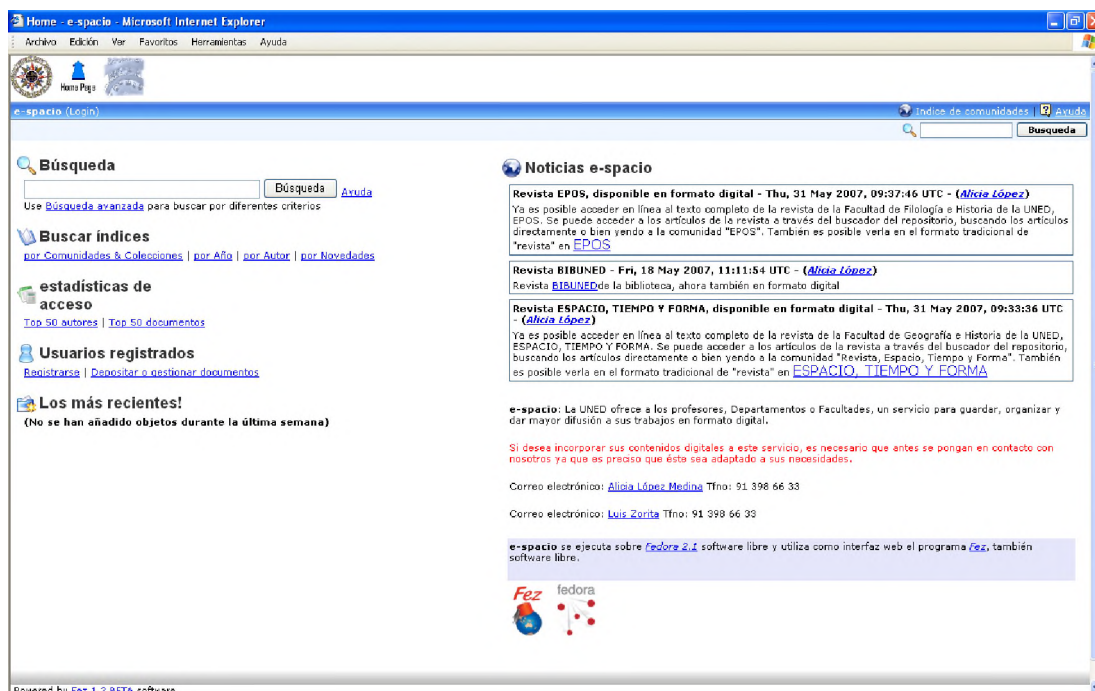 Home - e-spacio - Microsoft Internet Explorer
Archivo Edición Ver Favoritos Herramientas Ayuda
Home Page
e-spacio (Login)
Indice de comunidades | Ayuda
Busqueda
Búsqueda
Búsqueda Ayuda
Use Búsqueda avanzada para buscar por diferentes criterios
Buscar índices
por Comunidades & Colecciones | por Año | por Autor | por Novedades
estadísticas de
acceso
Top 50 autores | Top 50 documentos
Usuarios registrados
Registrarse | Depositar o gestionar documentos
Los más recientes!
(No se han añadido objetos durante la última semana)
Noticias e-spacio
Revista EPOS, disponible en formato digital - Thu, 31 May 2007, 09:37:46 UTC - (Alicia López)
Ya es posible acceder en línea al texto completo de la revista de la Facultad de Filología e Historia de la UNED,
EPOS. Se puede acceder a los artículos de la revista a través del buscador del repositorio, buscando los artículos
directamente o bien yendo a la comunidad "EPOS". También es posible verla en el formato tradicional de
"revista" en EPOS
Revista BIBUNED - Fri, 18 May 2007, 11:11:54 UTC - (Alicia López)
Revista BIBUNEDde la biblioteca, ahora también en formato digital
Revista ESPACIO, TIEMPO Y FORMA, disponible en formato digital - Thu, 31 May 2007, 09:33:36 UTC
- (Alicia López)
Ya es posible acceder en línea al texto completo de la revista de la Facultad de Geografía e Historia de la UNED,
ESPACIO, TIEMPO Y FORMA. Se puede acceder a los artículos de la revista a través del buscador del repositorio,
buscando los artículos directamente o bien yendo a la comunidad "Revista, Espacio, Tiempo y Forma". También
es posible verla en el formato tradicional de "revista" en ESPACIO, TIEMPO Y FORMA
e-spacio: La UNED ofrece a los profesores, Departamentos o Facultades, un servicio para guardar, organizar y
dar mayor difusión a sus trabajos en formato digital.
Si desea incorporar sus contenidos digitales a este servicio, es necesario que antes se pongan en contacto con
nosotros ya que es preciso que éste sea adaptado a sus necesidades.
Correo electrónico: Alicia López Medina Tfno: 91 398 66 33
Correo electrónico: Luis Zorita Tfno: 91 398 66 33
e-spacio se ejecuta sobre Fedora 2.1 software libre y utiliza como interfaz web el programa Fez, también
software libre.
Fez fedora
Powered by Fez 1.3 BETA software